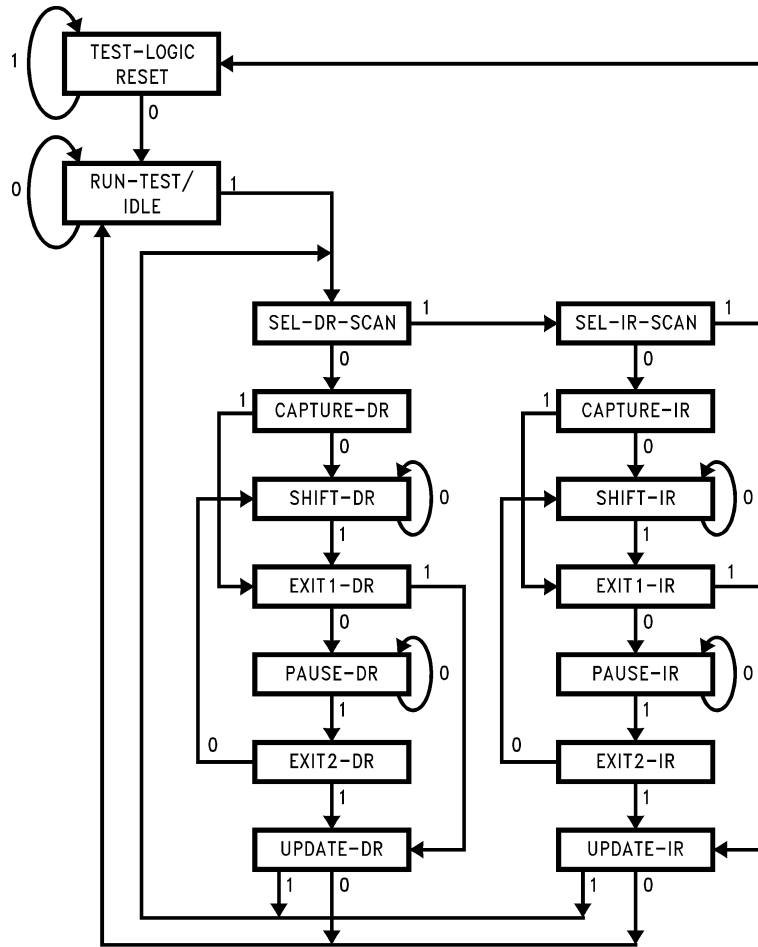 TEST-LOGIC
RESET
1
0
RUN-TEST/
IDLE
0
1
SEL-DR-SCAN
1
SEL-IR-SCAN
1
0
0
1
CAPTURE-DR
1
CAPTURE-IR
0
0
SHIFT-DR
0
SHIFT-IR
0
1
1
EXIT1-DR
1
EXIT1-IR
1
0
0
PAUSE-DR
0
PAUSE-IR
0
1
1
0
EXIT2-DR
0
EXIT2-IR
1
1
UPDATE-DR
UPDATE-IR
1
0
1
0